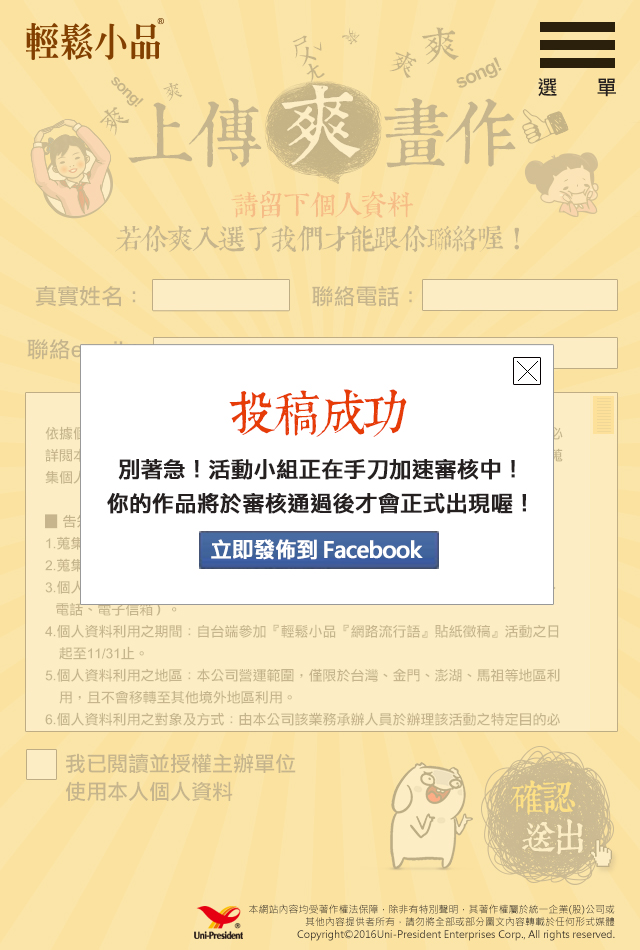 輕鬆小品®
選 單
song!
爽
爽
ㄕㄨㄤ
爽
爽
song!
上傳爽畫作
請留下個人資料
若你爽入選了我們才能跟你聯絡喔！
真實姓名：
聯絡電話：
聯絡e
投稿成功
別著急！活動小組正在手刀加速審核中！
你的作品將於審核通過後才會正式出現喔！
立即發佈到 Facebook
依據個
必
詳閱本
蒐
集個人
■ 告知
1.蒐集
2.蒐集
3.個人
電話、電子信箱）。
4.個人資料利用之期間：自台端參加『輕鬆小品『網路流行語』貼紙徵稿』活動之日
起至11/31止。
5.個人資料利用之地區：本公司營運範圍，僅限於台灣、金門、澎湖、馬祖等地區利
用，且不會移轉至其他境外地區利用。
6.個人資料利用之對象及方式：由本公司該業務承辦人員於辦理該活動之特定目的必
我已閱讀並授權主辦單位
使用本人個人資料
確認
送出
Uni-President®
本網站內容均受著作權法保障，除非有特別聲明，其著作權屬於統一企業(股)公司或
其他內容提供者所有，請勿將全部或部分圖文內容轉載於任何形式媒體
Copyright©2016Uni-President Enterprises Corp., All rights reserved.